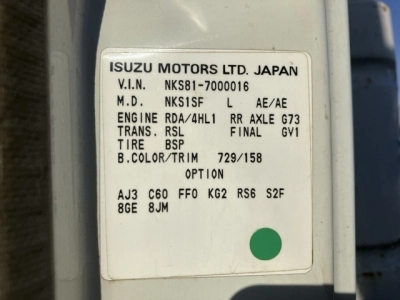 ISUZU MOTORS LTD. JAPAN
V.I.N. NKS81-7000016
M.D. NKS1SF L AE/AE
ENGINE RDA/4HL1 RR AXLE G73
TRANS. RSL FINAL GV1
TIRE BSP
B.COLOR/TRIM 729/158
OPTION
AJ3 C60 FF0 KG2 RS6 S2F
8GE 8JM